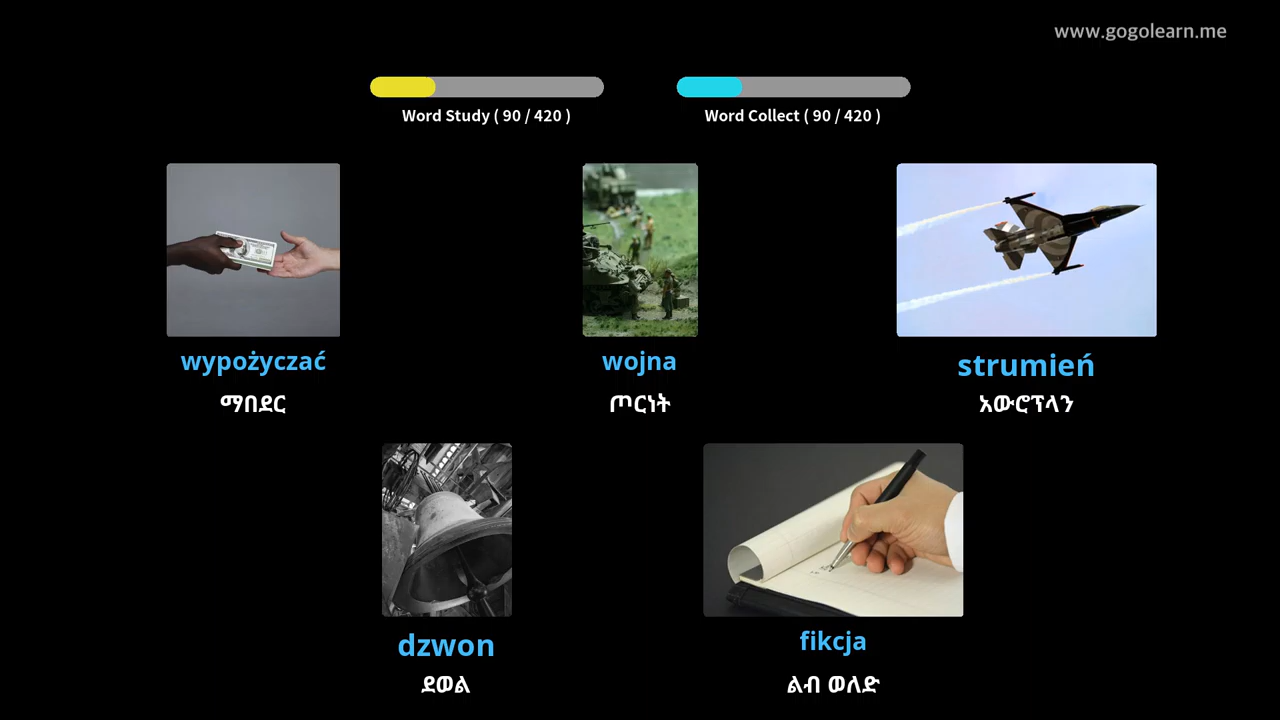 www.gogolearn.me
Word Study ( 90 / 420 )
Word Collect ( 90 / 420 )
wypożyczać
ማበደር
wojna
ጦርነት
strumień
አውሮፕላን
dzwon
ደወል
fikcja
ልብ ወለድ